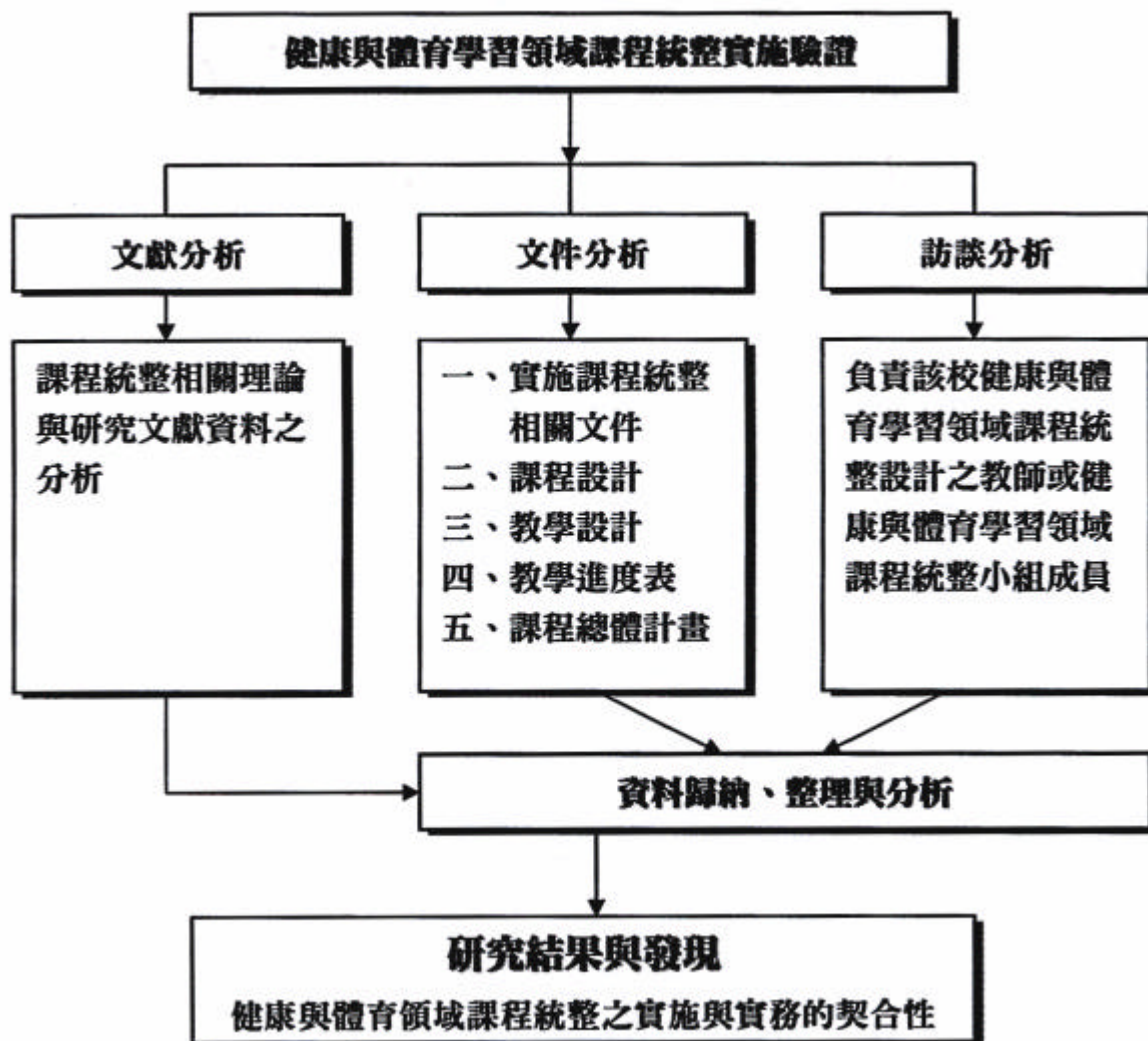 健康與體育學習領域課程統整實施驗證
文獻分析
文件分析
訪談分析
課程統整相關理論
與研究文獻資料之
分析
一、實施課程統整
相關文件
二、課程設計
三、教學設計
四、教學進度表
五、課程總體計畫
負責該校健康與體
育學習領域課程統
整設計之教師或健
康與體育學習領域
課程統整小組成員
資料歸納、整理與分析
研究結果與發現
健康與體育領域課程統整之實施與實務的契合性